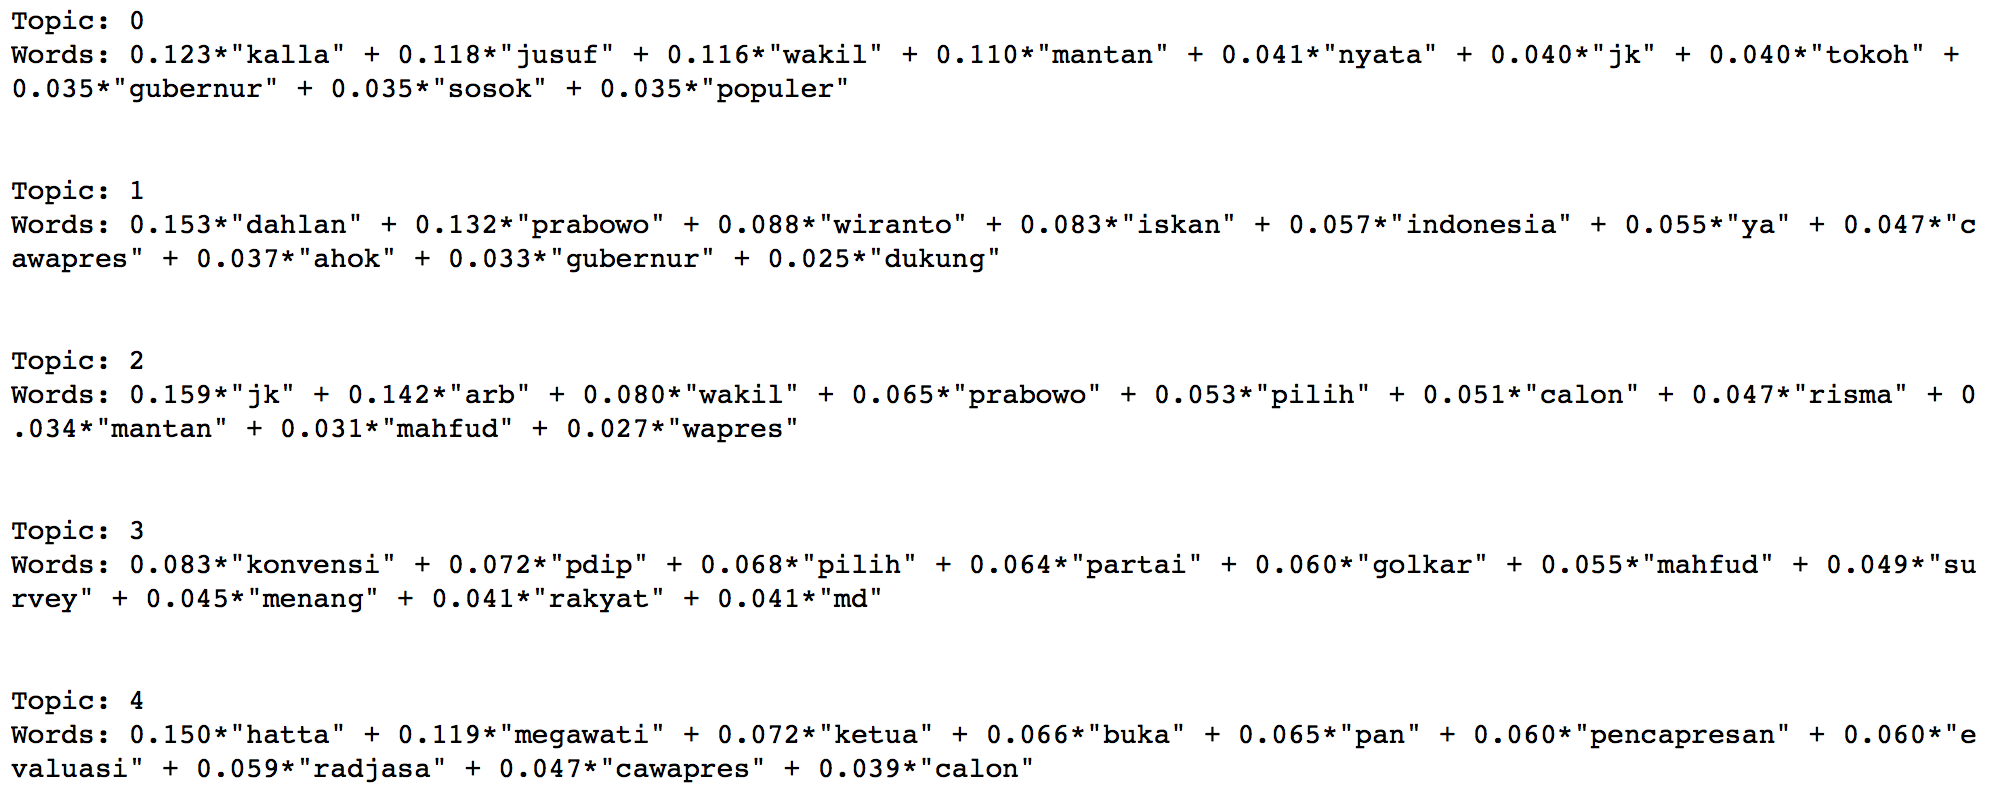 Topic: 0
Words: 0.123*"kalla" + 0.118*"jusuf" + 0.116*"wakil" + 0.110*"mantan" + 0.041*"nyata" + 0.040*"jk" + 0.040*"tokoh" +
0.035*"gubernur" + 0.035*"sosok" + 0.035*"populer"
Topic: 1
Words: 0.153*"dahlan" + 0.132*"prabowo" + 0.088*"wiranto" + 0.083*"iskan" + 0.057*"indonesia" + 0.055*"ya" + 0.047*"c
awapres" + 0.037*"ahok" + 0.033*"gubernur" + 0.025*"dukung"
Topic: 2
Words: 0.159*"jk" + 0.142*"arb" + 0.080*"wakil" + 0.065*"prabowo" + 0.053*"pilih" + 0.051*"calon" + 0.047*"risma" + 0
.034*"mantan" + 0.031*"mahfud" + 0.027*"wapres"
Topic: 3
Words: 0.083*"konvensi" + 0.072*"pdip" + 0.068*"pilih" + 0.064*"partai" + 0.060*"golkar" + 0.055*"mahfud" + 0.049*"su
rvey" + 0.045*"menang" + 0.041*"rakyat" + 0.041*"md"
Topic: 4
Words: 0.150*"hatta" + 0.119*"megawati" + 0.072*"ketua" + 0.066*"buka" + 0.065*"pan" + 0.060*"pencapresan" + 0.060*"e
valuasi" + 0.059*"radjasa" + 0.047*"cawapres" + 0.039*"calon"